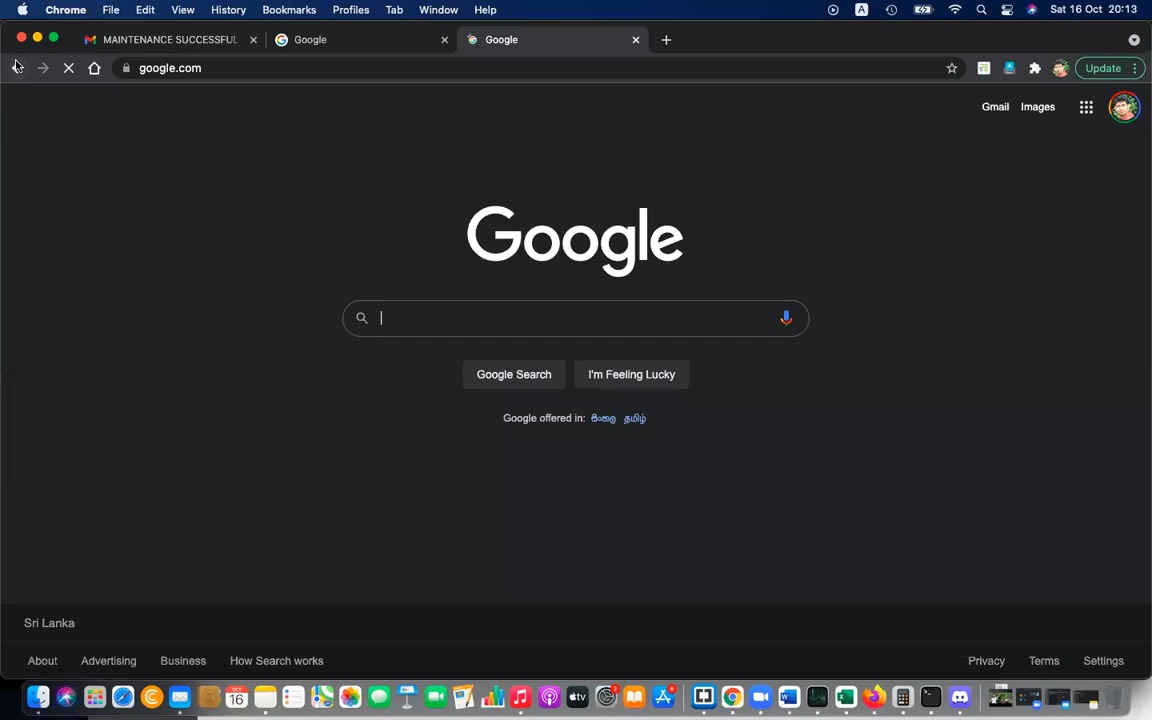 Chrome File Edit View History Bookmarks Profiles Tab Window Help A Sat 16 Oct 20:13
MAINTENANCE SUCCESSFUL Google Google
google.com Update
Gmail Images
Google
Google Search I'm Feeling Lucky
Google offered in: සිංහල தமிழ்
Sri Lanka
About Advertising Business How Search works Privacy Terms Settings